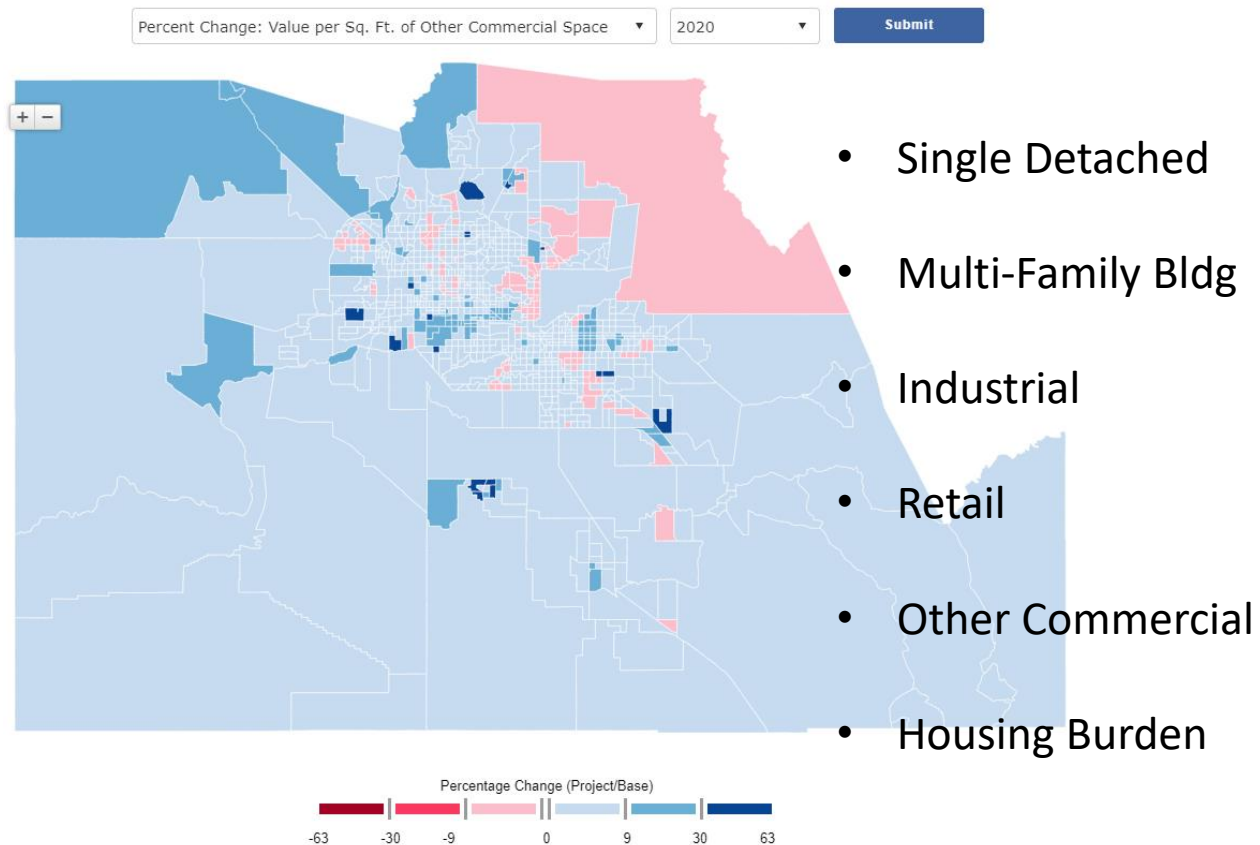 Percent Change: Value per Sq. Ft. of Other Commercial Space ▼ 2020 ▼ Submit
+ −
• Single Detached
• Multi-Family Bldg
• Industrial
• Retail
• Other Commercial
• Housing Burden
Percentage Change (Project/Base)
-63 -30 -9 0 9 30 63